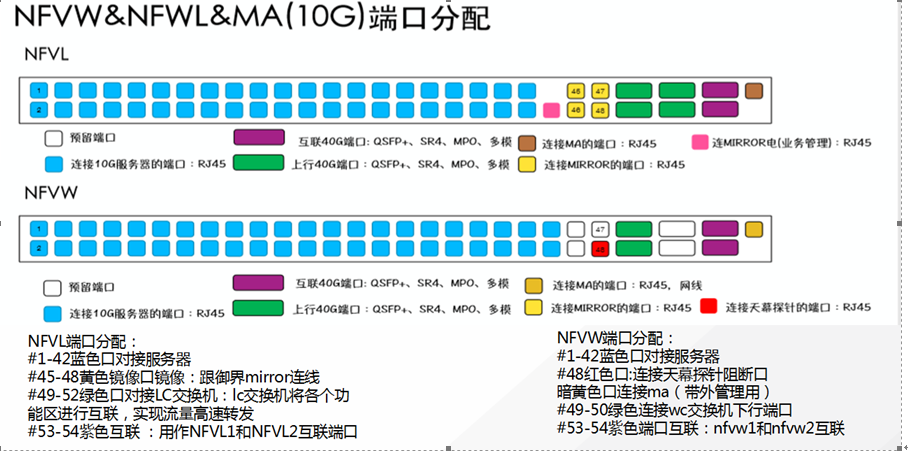 NFVW&NFWL&MA(10G)端口分配
NFVL
1 45 47
2 46 48
预留端口 互联40G端口: QSFP+、SR4、MPO、多模 连接MA的端口：RJ45 连MIRROR电(业务管理)：RJ45
连接10G服务器的端口：RJ45 上行40G端口：QSFP+、SR4、MPO、多模 连接MIRROR的端口：RJ45
NFVW
1 47
2 48
预留端口 互联40G端口：QSFP+、SR4、MPO、多模 连接MA的端口：RJ45，网线
连接10G服务器的端口：RJ45 上行40G端口：QSFP+、SR4、MPO、多模 连接MIRROR的端口：RJ45 连接天幕探针的端口：RJ45
NFVL端口分配：
#1-42蓝色口对接服务器
#45-48黄色镜像口镜像：跟御界mirror连线
#49-52绿色口对接LC交换机：lc交换机将各个功
能区进行互联，实现流量高速转发
#53-54紫色互联 ：用作NFVL1和NFVL2互联端口
NFVW端口分配：
#1-42蓝色口对接服务器
#48红色口:连接天幕探针阻断口
暗黄色口连接ma（带外管理用）
#49-50绿色连接wc交换机下行端口
#53-54紫色端口互联：nfvw1和nfvw2互联